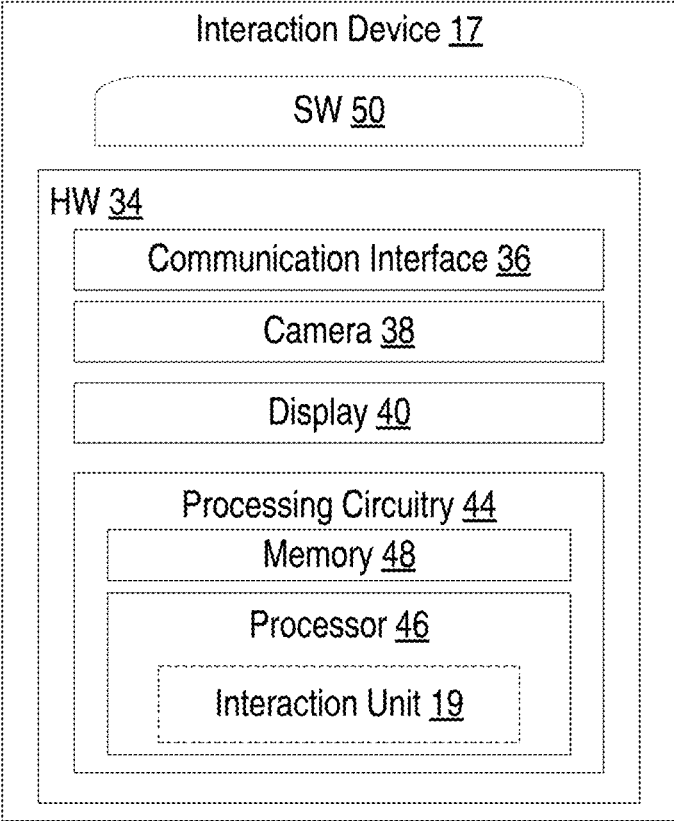 Interaction Device 17
SW 50
HW 34
Communication Interface 36
Camera 38
Display 40
Processing Circuitry 44
Memory 48
Processor 46
Interaction Unit 19